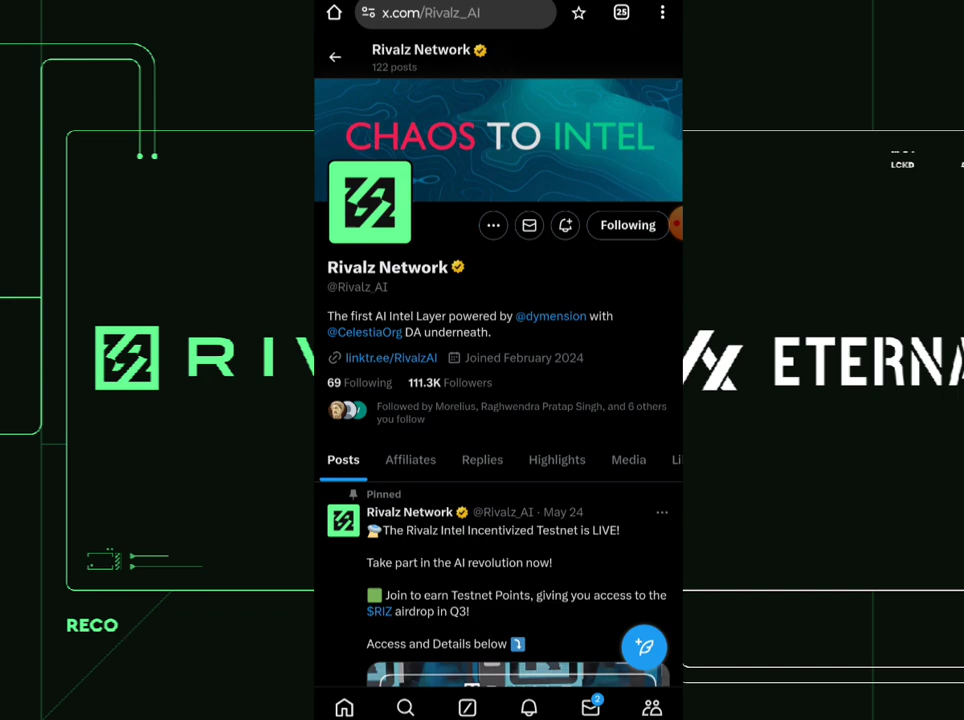 x.com/Rivalz_AI
25
Rivalz Network
122 posts
CHAOS TO INTEL
LCKD
Following
Rivalz Network
@Rivalz_AI
The first AI Intel Layer powered by @dymension with
@CelestiaOrg DA underneath.
linktr.ee/RivalzAI Joined February 2024
69 Following 111.3K Followers
Followed by Morelius, Raghwendra Pratap Singh, and 6 others
you follow
RIV
ETERNA
Posts Affiliates Replies Highlights Media Li
Pinned
Rivalz Network @Rivalz_AI · May 24
The Rivalz Intel Incentivized Testnet is LIVE!
Take part in the AI revolution now!
Join to earn Testnet Points, giving you access to the
$RIZ airdrop in Q3!
Access and Details below
RECO
2